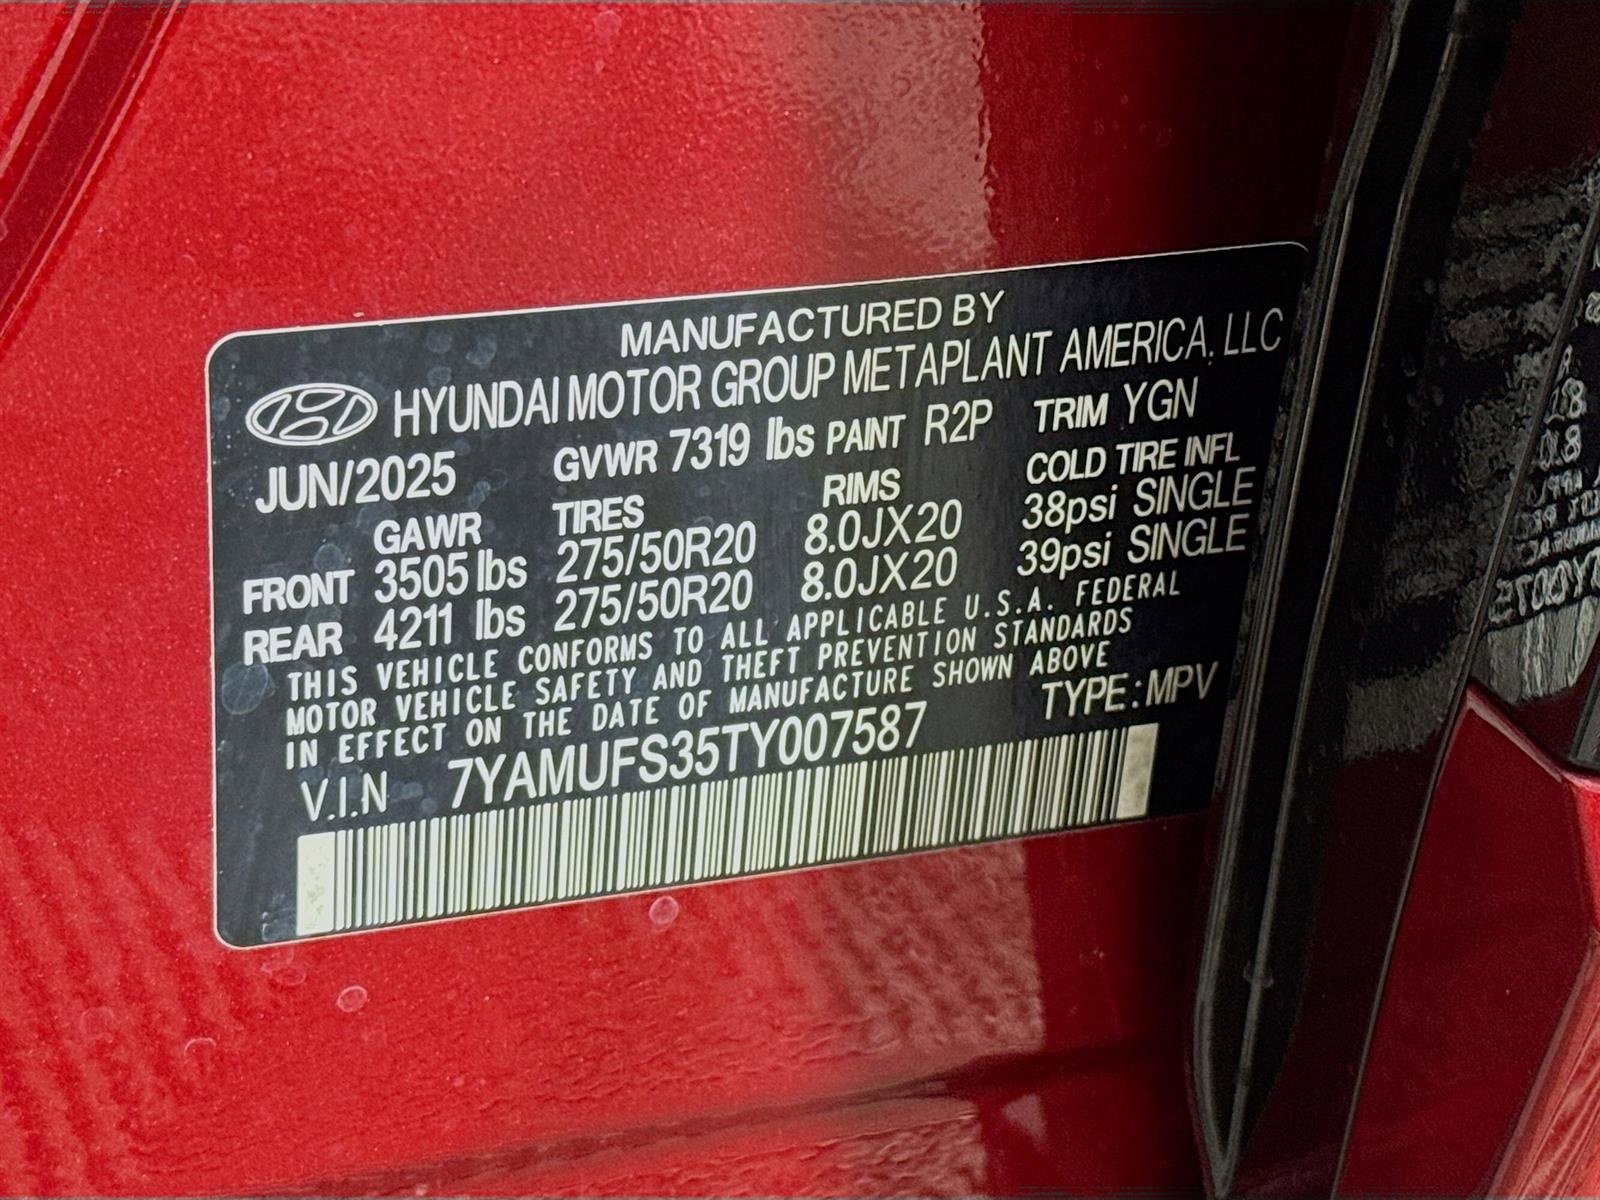 MANUFACTURED BY
HYUNDAI MOTOR GROUP METAPLANT AMERICA, LLC
JUN/2025 GVWR 7319 lbs PAINT R2P TRIM YGN
GAWR TIRES RIMS COLD TIRE INFL
FRONT 3505 lbs 275/50R20 8.0JX20 38psi SINGLE
REAR 4211 lbs 275/50R20 8.0JX20 39psi SINGLE
THIS VEHICLE CONFORMS TO ALL APPLICABLE U.S.A. FEDERAL
MOTOR VEHICLE SAFETY AND THEFT PREVENTION STANDARDS
IN EFFECT ON THE DATE OF MANUFACTURE SHOWN ABOVE
V.I.N 7YAMUFS35TY007587 TYPE: MPV